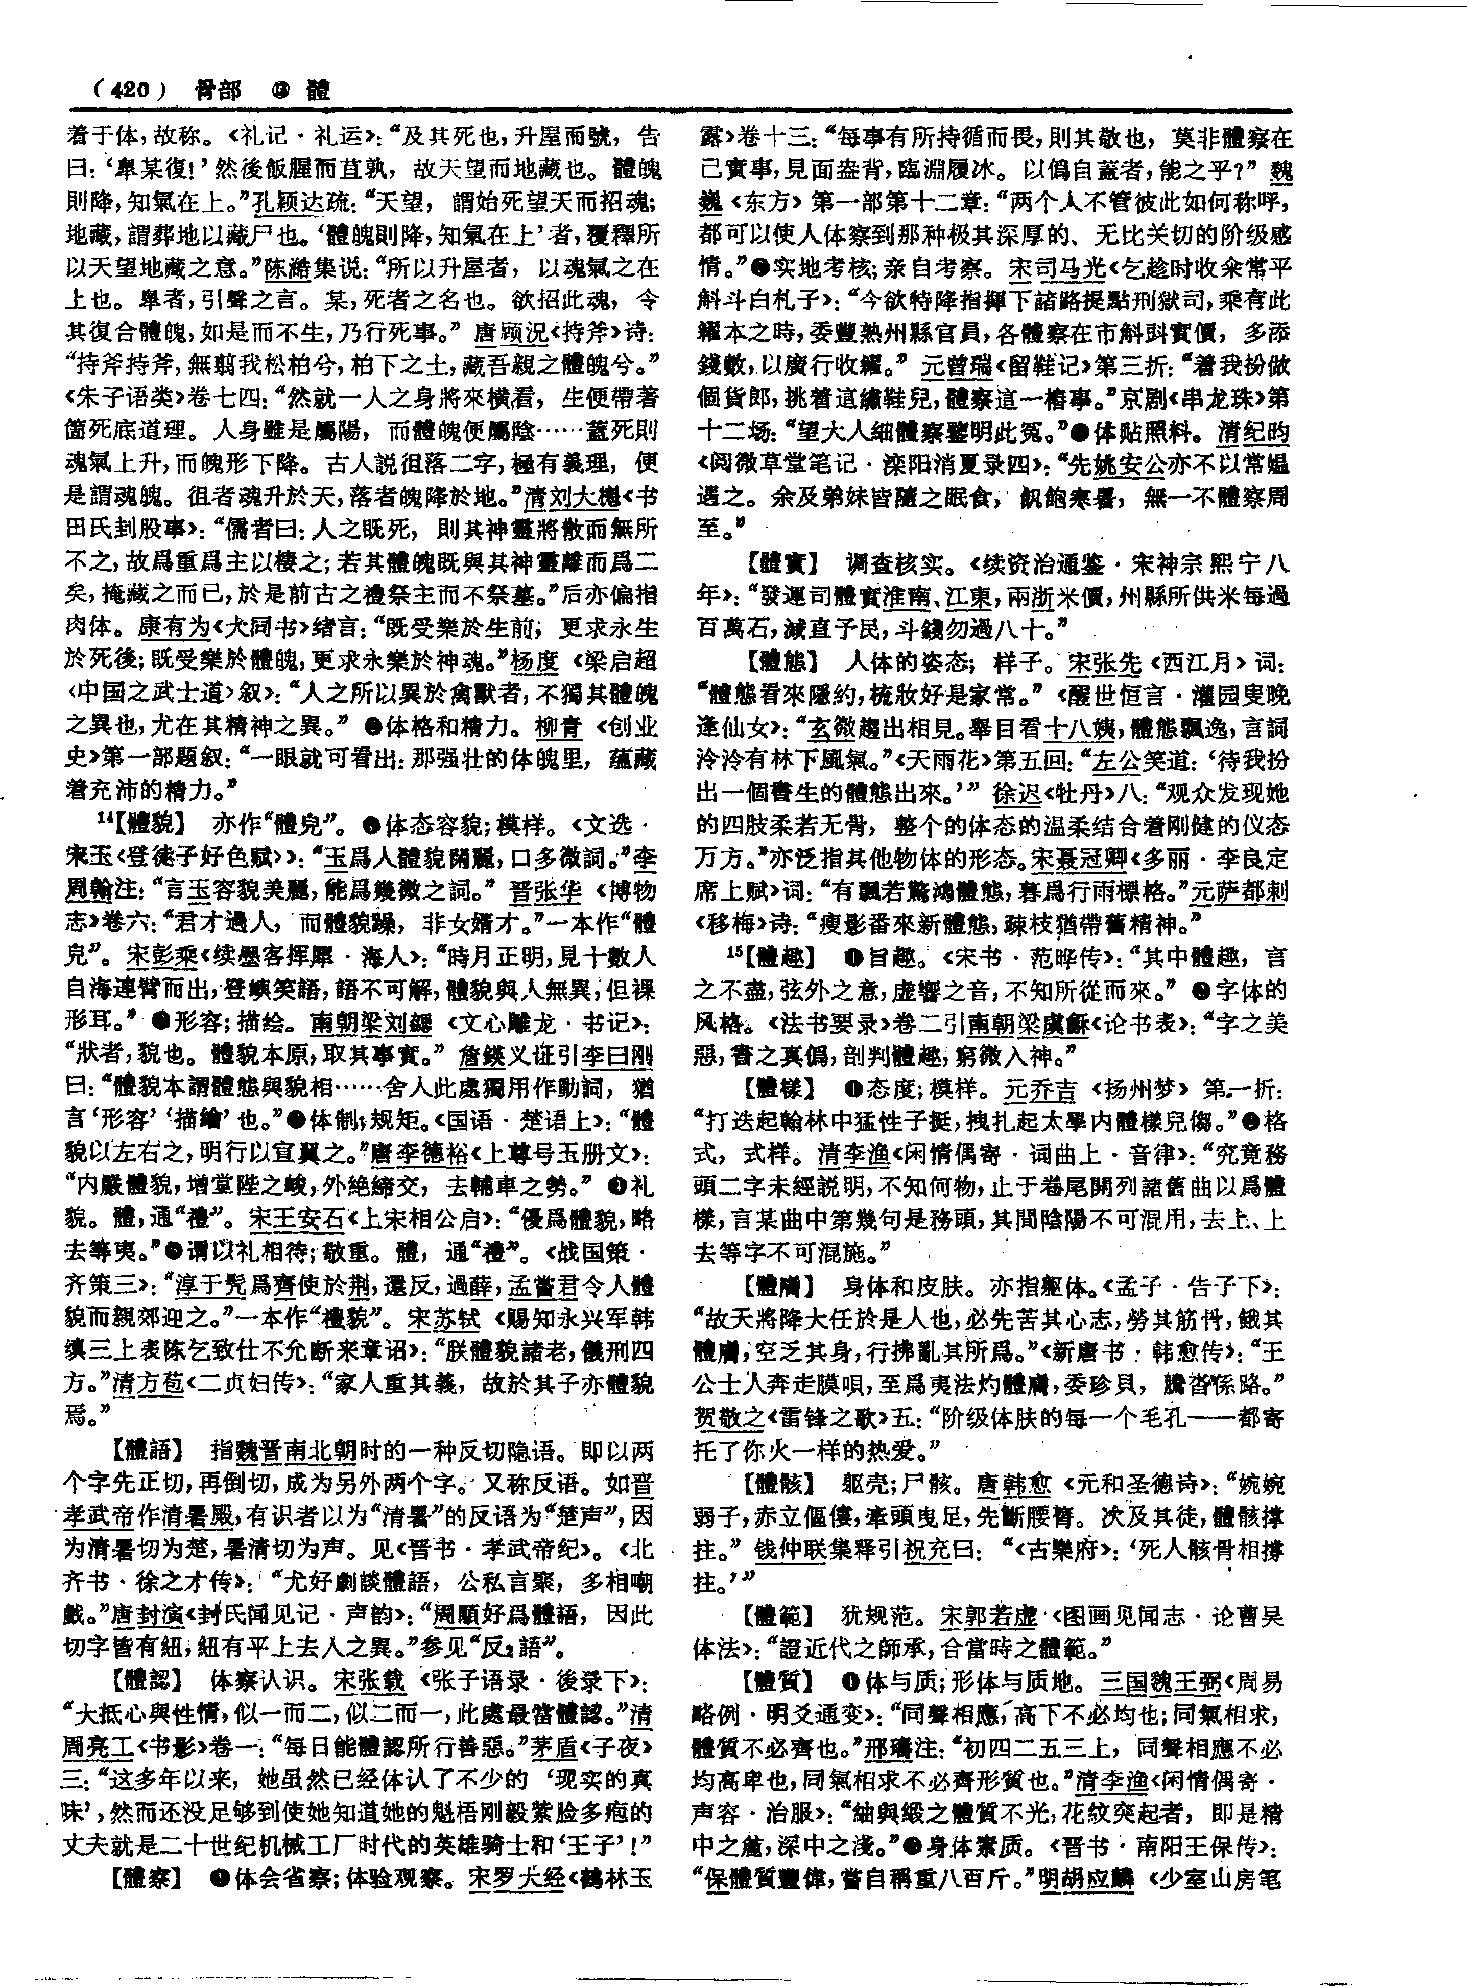 (420) 骨部 ⑬ 體
着于体,故称。《礼记·礼运》:“及其死也,升屋而號,告
曰:‘臯某復!’然後飯腥而苴孰,故天望而地藏也。體魄
則降,知氣在上。”孔颖达疏:“天望,謂始死望天而招魂;
地藏,謂葬地以藏尸也。‘體魄則降,知氣在上’者,覆釋所
以天望地藏之意。”陈澔集说:“所以升屋者,以魂氣之在
上也。臯者,引聲之言。某,死者之名也。欲招此魂,令
其復合體魄,如是而不生,乃行死事。”唐顾况《持斧》诗:
“持斧持斧,無翦我松柏兮,柏下之土,藏吾親之體魄兮。”
《朱子语类》卷七四:“然就一人之身將來横看,生便帶著
箇死底道理。人身雖是屬陽,而體魄便屬陰……蓋死則
魂氣上升,而魄形下降。古人説徂落二字,極有義理,便
是謂魂魄。徂者魂升於天,落者魄降於地。”清刘大櫆《书
田氏刲股事》:“儒者曰:人之既死,則其神靈將散而無所
不之,故爲重爲主以棲之;若其體魄既與其神靈離而爲二
矣,掩藏之而已,於是前古之禮祭主而不祭墓。”后亦偏指
肉体。康有为《大同书》绪言:“既受樂於生前,更求永生
於死後;既受樂於體魄,更求永樂於神魂。”杨度《梁启超
〈中国之武士道〉叙》:“人之所以異於禽獸者,不獨其體魄
之異也,尤在其精神之異。”❷体格和精力。柳青《创业
史》第一部题叙:“一眼就可看出:那强壮的体魄里,蕴藏
着充沛的精力。”
14【體貌】 亦作“體皃”。❶体态容貌;模样。《文选·
宋玉〈登徒子好色赋〉》:“玉爲人體貌閑麗,口多微詞。”李
周翰注:“言玉容貌美麗,能爲幾微之詞。”晋张华《博物
志》卷六:“君才過人,而體貌躁,非女婿才。”一本作“體
皃”。宋彭乘《续墨客挥犀·海人》:“時月正明,見十數人
自海連臂而出,登嶼笑語,語不可解,體貌與人無異,但裸
形耳。”❷形容;描绘。南朝梁刘勰《文心雕龙·书记》:
“狀者,貌也。體貌本原,取其事實。”詹鍈义证引李曰刚
曰:“體貌本謂體態與貌相……舍人此處獨用作動詞,猶
言‘形容’‘描繪’也。”❸体制;规矩。《国语·楚语上》:“體
貌以左右之,明行以宣翼之。”唐李德裕《上尊号玉册文》:
“内嚴體貌,增堂陛之峻,外絶締交,去輔車之勢。”❹礼
貌。體,通“禮”。宋王安石《上宋相公启》:“優爲體貌,略
去等夷。”❺谓以礼相待;敬重。體,通“禮”。《战国策·
齐策三》:“淳于髡爲齊使於荆,還反,過薛,孟嘗君令人體
貌而親郊迎之。”一本作“禮貌”。宋苏轼《赐知永兴军韩
缜三上表陈乞致仕不允断来章诏》:“朕體貌諸老,儀刑四
方。”清方苞《二贞妇传》:“家人重其義,故於其子亦體貌
焉。”
【體語】 指魏晋南北朝时的一种反切隐语。即以两
个字先正切,再倒切,成为另外两个字。又称反语。如晋
孝武帝作清暑殿,有识者以为“清暑”的反语为“楚声”,因
为清暑切为楚,暑清切为声。见《晋书·孝武帝纪》。《北
齐书·徐之才传》:“尤好劇談體語,公私言聚,多相嘲
戲。”唐封演《封氏闻见记·声韵》:“周顒好爲體語,因此
切字皆有紐,紐有平上去入之異。”参见“反2語”。
【體認】 体察认识。宋张载《张子语录·後录下》:
“大抵心與性情,似一而二,似二而一,此處最當體認。”清
周亮工《书影》卷一:“每日能體認所行善惡。”茅盾《子夜》
三:“这多年以来,她虽然已经体认了不少的‘现实的真
味’,然而还没足够到使她知道她的魁梧刚毅紫脸多疱的
丈夫就是二十世纪机械工厂时代的英雄骑士和‘王子’!”
【體察】 ❶体会省察;体验观察。宋罗大经《鹤林玉
露》卷十三:“每事有所持循而畏,則其敬也,莫非體察在
己實事,見面盎背,臨淵履冰。以僞自蓋者,能之乎?”魏
巍《东方》第一部第十二章:“两个人不管彼此如何称呼,
都可以使人体察到那种极其深厚的、无比关切的阶级感
情。”❷实地考核;亲自考察。宋司马光《乞趁时收籴常平
斛斗白札子》:“今欲特降指揮下諸路提點刑獄司,乘有此
糴本之時,委豐熟州縣官員,各體察在市斛㪷實價,多添
錢數,以廣行收糴。”元曾瑞《留鞋记》第三折:“着我扮做
個貨郎,挑着這繡鞋兒,體察這一樁事。”京剧《串龙珠》第
十二场:“望大人细體察鑒明此冤。”❸体贴照料。清纪昀
《阅微草堂笔记·滦阳消夏录四》:“先姚安公亦不以常媪
遇之。余及弟妹皆隨之眠食,飢飽寒暑,無一不體察周
至。”
【體實】 调查核实。《续资治通鉴·宋神宗熙宁八
年》:“發運司體實淮南、江東,兩浙米價,州縣所供米每過
百萬石,減直予民,斗錢勿過八十。”
【體態】 人体的姿态;样子。宋张先《西江月》词:
“體態看來隱約,梳妝好是家常。”《醒世恒言·灌园叟晚
逢仙女》:“玄微趨出相見。舉目看十八姨,體態飄逸,言詞
泠泠有林下風氣。”《天雨花》第五回:“左公笑道:‘待我扮
出一個書生的體態出來。’”徐迟《牡丹》八:“观众发现她
的四肢柔若无骨,整个的体态的温柔结合着刚健的仪态
万方。”亦泛指其他物体的形态。宋聂冠卿《多丽·李良定
席上赋》词:“有飄若驚鴻體態,暮爲行雨標格。”元萨都剌
《移梅》诗:“瘦影番來新體態,疎枝猶帶舊精神。”
15【體趣】 ❶旨趣。《宋书·范晔传》:“其中體趣,言
之不盡,弦外之意,虚響之音,不知所從而來。”❷字体的
风格。《法书要录》卷二引南朝梁虞龢《论书表》:“字之美
惡,書之真僞,剖判體趣,窮微入神。”
【體樣】 ❶态度;模样。元乔吉《扬州梦》第一折:
“打迭起翰林中猛性子挺,拽扎起太學内體樣兒㑳。”❷格
式,式样。清李渔《闲情偶寄·词曲上·音律》:“究竟務
頭二字未經説明,不知何物,止于卷尾開列諸舊曲以爲體
樣,言某曲中第幾句是務頭,其間陰陽不可混用,去上、上
去等字不可混施。”
【體膚】 身体和皮肤。亦指躯体。《孟子·告子下》:
“故天將降大任於是人也,必先苦其心志,勞其筋骨,餓其
體膚,空乏其身,行拂亂其所爲。”《新唐书·韩愈传》:“王
公士人奔走膜唄,至爲夷法灼體膚,委珍貝,騰沓係路。”
贺敬之《雷锋之歌》五:“阶级体肤的每一个毛孔——都寄
托了你火一样的热爱。”
【體骸】 躯壳;尸骸。唐韩愈《元和圣德诗》:“婉婉
弱子,赤立傴僂,牽頭曳足,先斷腰膂。次及其徒,體骸撑
拄。”钱仲联集释引祝充曰:“《古樂府》:‘死人骸骨相撑
拄。’”
【體範】 犹规范。宋郭若虚《图画见闻志·论曹吴
体法》:“證近代之師承,合當時之體範。”
【體質】 ❶体与质;形体与质地。三国魏王弼《周易
略例·明爻通变》:“同聲相應,高下不必均也;同氣相求,
體質不必齊也。”邢璹注:“初四二五三上,同聲相應不必
均高卑也,同氣相求不必齊形質也。”清李渔《闲情偶寄·
声容·治服》:“紬與緞之體質不光,花紋突起者,即是精
中之麄,深中之淺。”❷身体素质。《晋书·南阳王保传》:
“保體質豐偉,嘗自稱重八百斤。”明胡应麟《少室山房笔